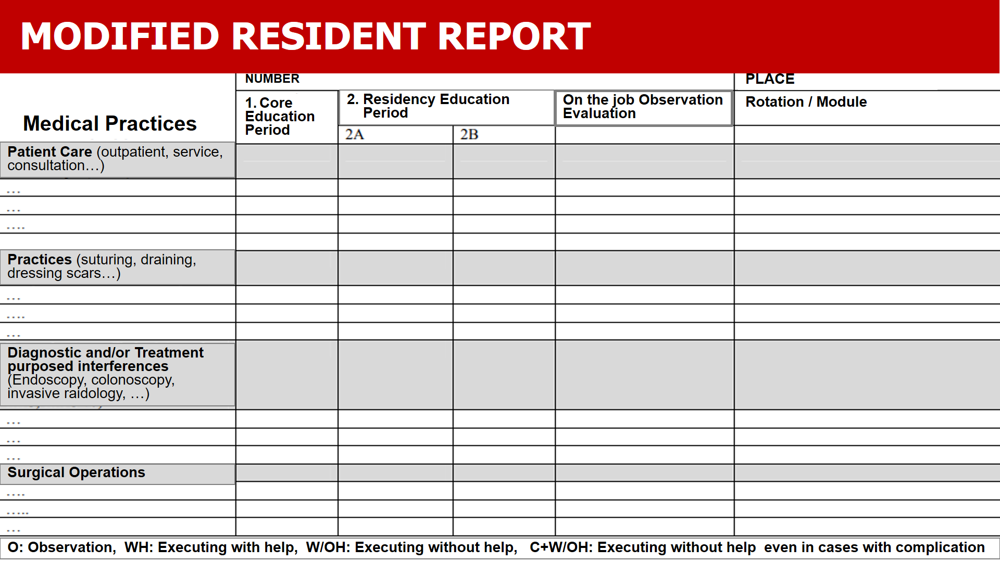 MODIFIED RESIDENT REPORT
NUMBER
PLACE
Medical Practices
1. Core
Education
Period
2. Residency Education
Period
On the job Observation
Evaluation
Rotation / Module
2A
2B
Patient Care (outpatient, service,
consultation…)
...
...
....
Practices (suturing, draining,
dressing scars…)
...
....
...
Diagnostic and/or Treatment
purposed interferences
(Endoscopy, colonoscopy,
invasive raidology, …)
...
...
...
Surgical Operations
....
.....
...
O: Observation,  WH: Executing with help,  W/OH: Executing without help,   C+W/OH: Executing without help  even in cases with complication